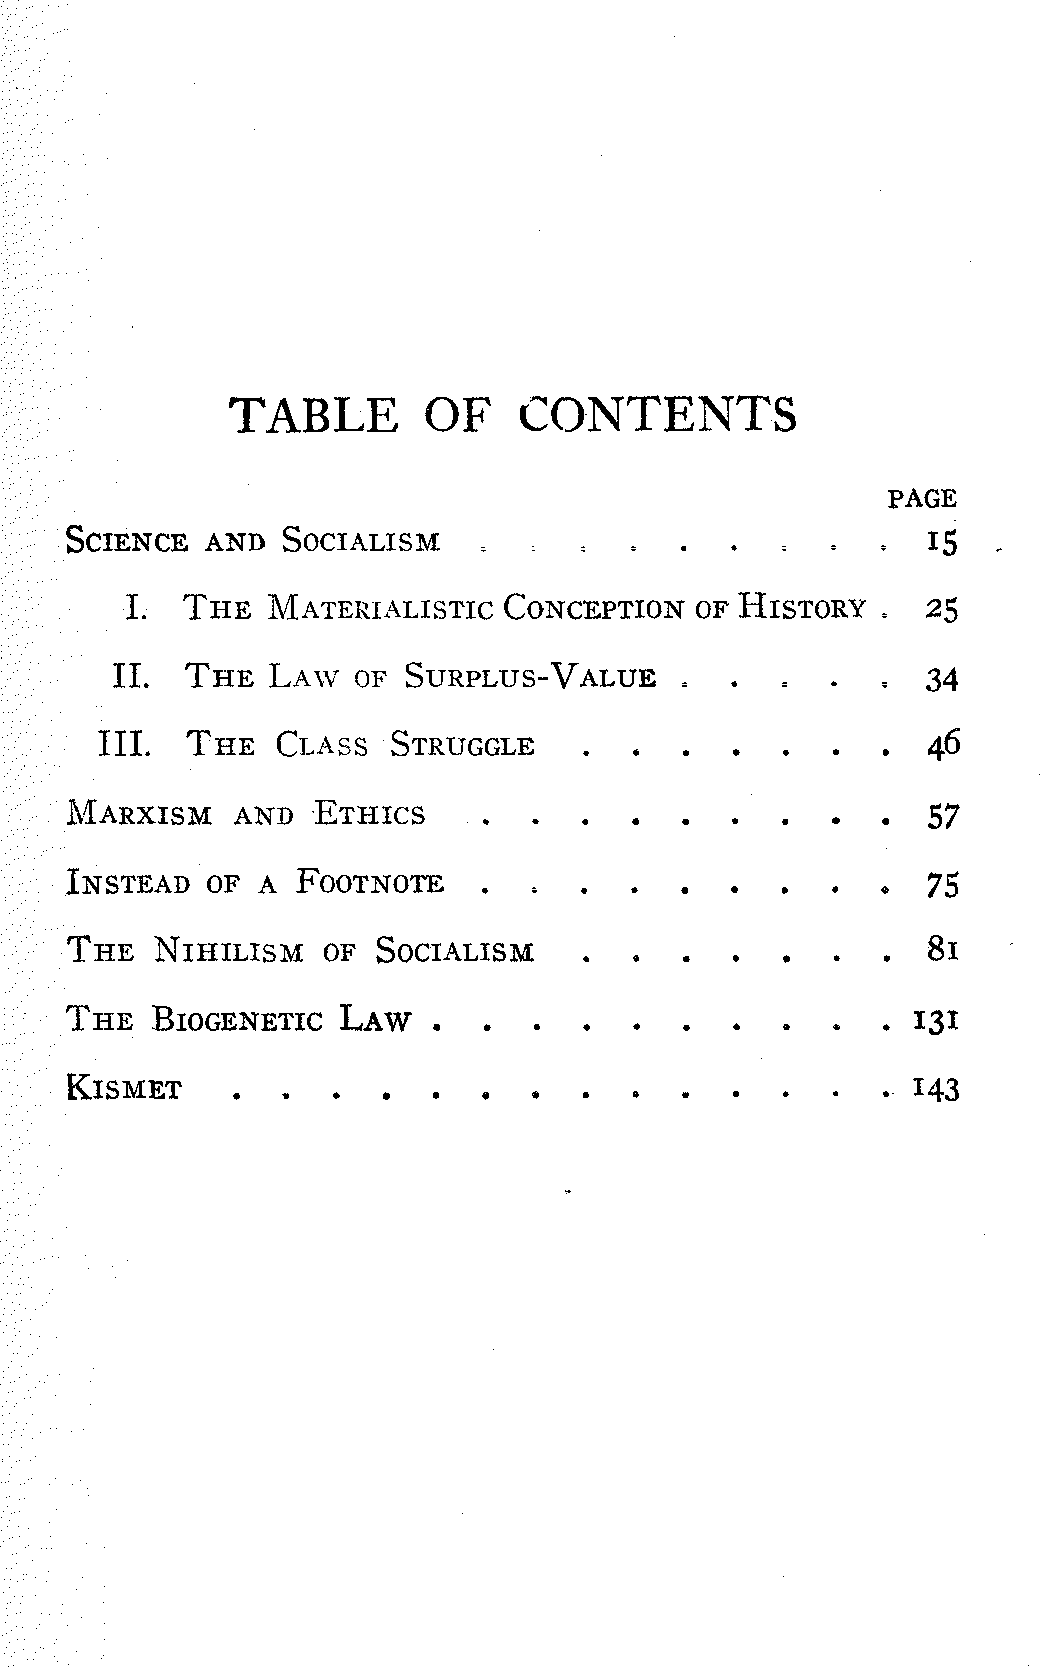 TABLE OF CONTENTS
PAGE
SCIENCE AND SOCIALISM . . . . . . . . . 15
I. THE MATERIALISTIC CONCEPTION OF HISTORY . 25
II. THE LAW OF SURPLUS-VALUE . . . . . 34
III. THE CLASS STRUGGLE . . . . . . . 46
MARXISM AND ETHICS . . . . . . . . . 57
INSTEAD OF A FOOTNOTE . . . . . . . . . 75
THE NIHILISM OF SOCIALISM . . . . . . . 81
THE BIOGENETIC LAW . . . . . . . . . . 131
KISMET . . . . . . . . . . . . . . 143